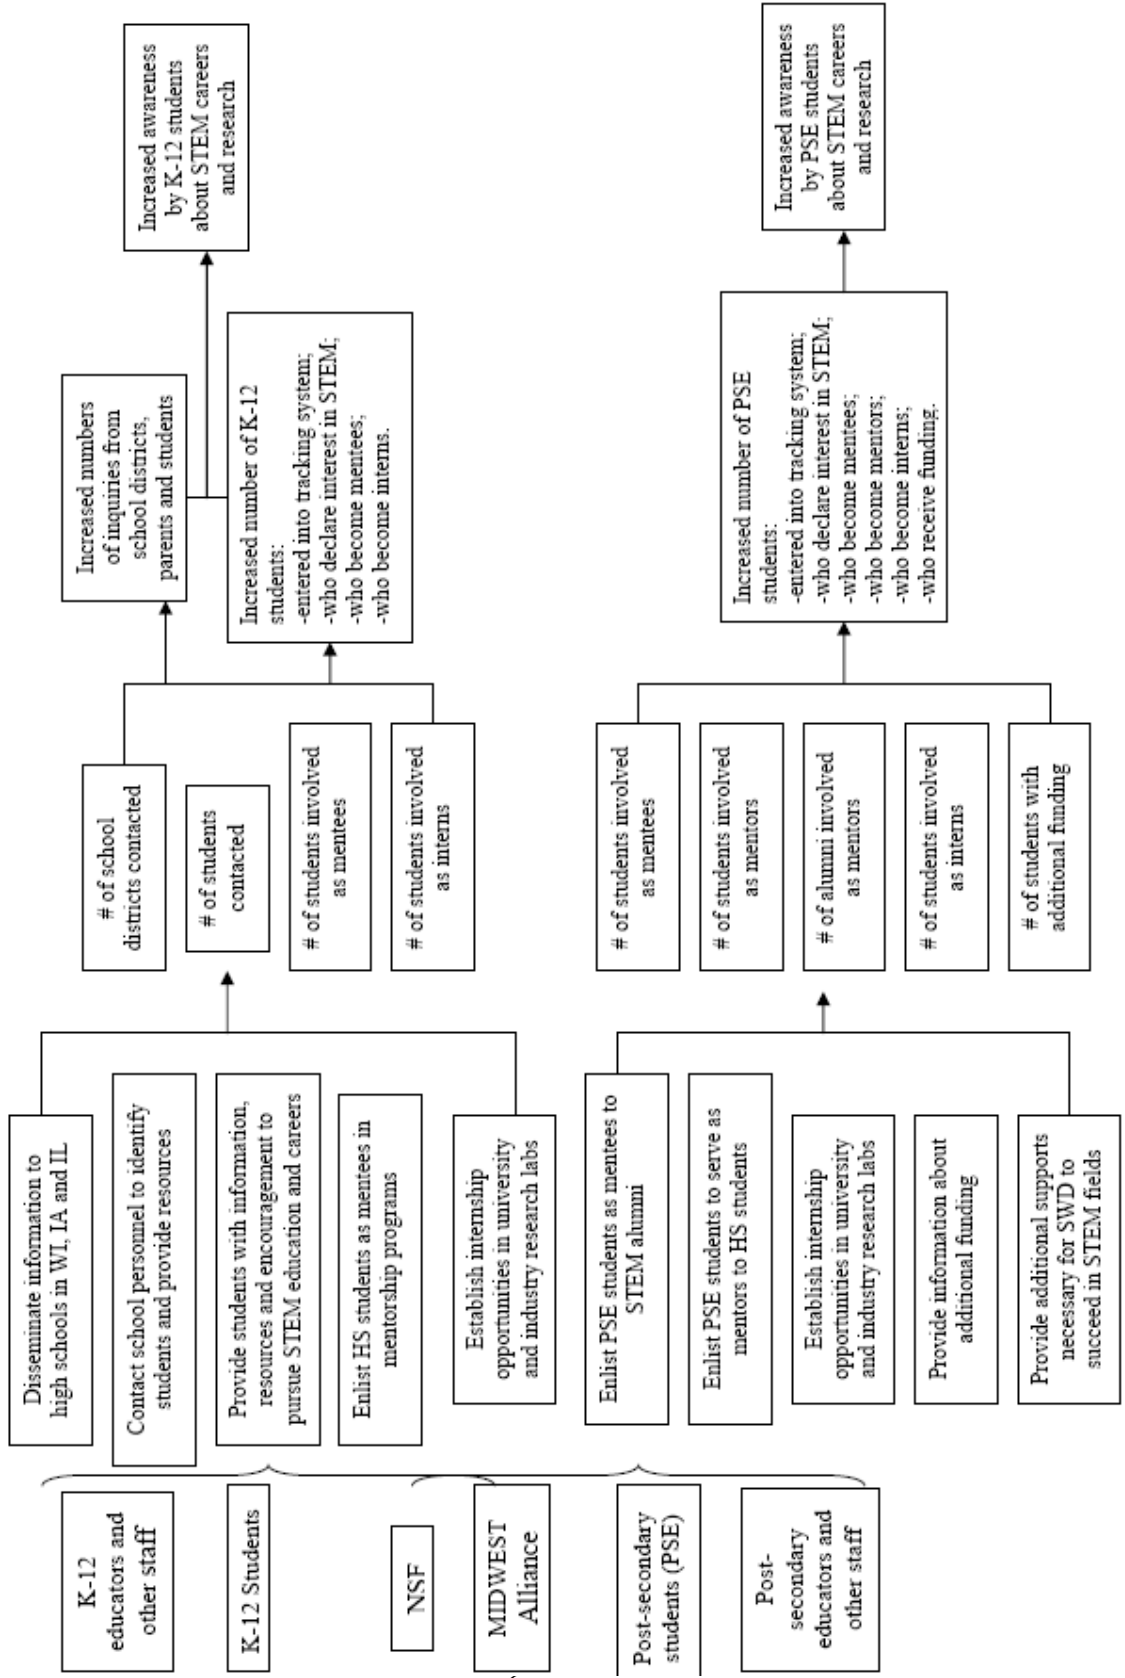 K-12
educators and
other staff
K-12 Students
NSF
MIDWEST
Alliance
Post-secondary
students (PSE)
Post-
secondary
educators and
other staff
Disseminate information to
high schools in WI, IA and IL
Contact school personnel to identify
students and provide resources
Provide students with information,
resources and encouragement to
pursue STEM education and careers
Enlist HS students as mentees in
mentorship programs
Establish internship
opportunities in university
and industry research labs
Enlist PSE students as mentees to
STEM alumni
Enlist PSE students to serve as
mentors to HS students
Establish internship
opportunities in university
and industry research labs
Provide information about
additional funding
Provide additional supports
necessary for SWD to
succeed in STEM fields
# of school
districts contacted
# of students
contacted
# of students involved
as mentees
# of students involved
as interns
# of students involved
as mentees
# of students involved
as mentors
# of alumni involved
as mentors
# of students involved
as interns
# of students with
additional funding
Increased numbers
of inquiries from
school districts,
parents and students
Increased number of K-12
students:
-entered into tracking system;
-who declare interest in STEM;
-who become mentees;
-who become interns.
Increased number of PSE
students:
-entered into tracking system;
-who declare interest in STEM;
-who become mentees;
-who become mentors;
-who become interns;
-who receive funding.
Increased awareness
by K-12 students
about STEM careers
and research
Increased awareness
by PSE students
about STEM careers
and research